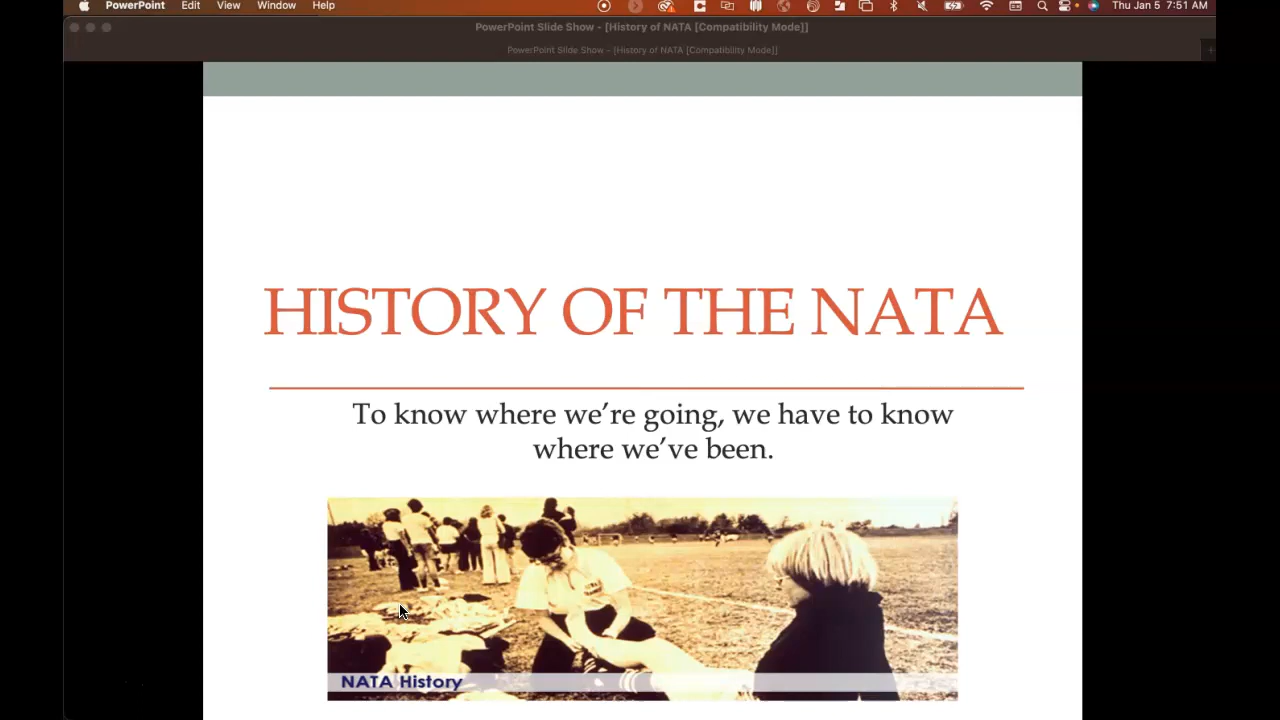 PowerPoint Edit View Window Help Thu Jan 5 7:51 AM
PowerPoint Slide Show - [History of NATA [Compatibility Mode]]
PowerPoint Slide Show - [History of NATA [Compatibility Mode]]
HISTORY OF THE NATA
To know where we’re going, we have to know
where we’ve been.
NATA History